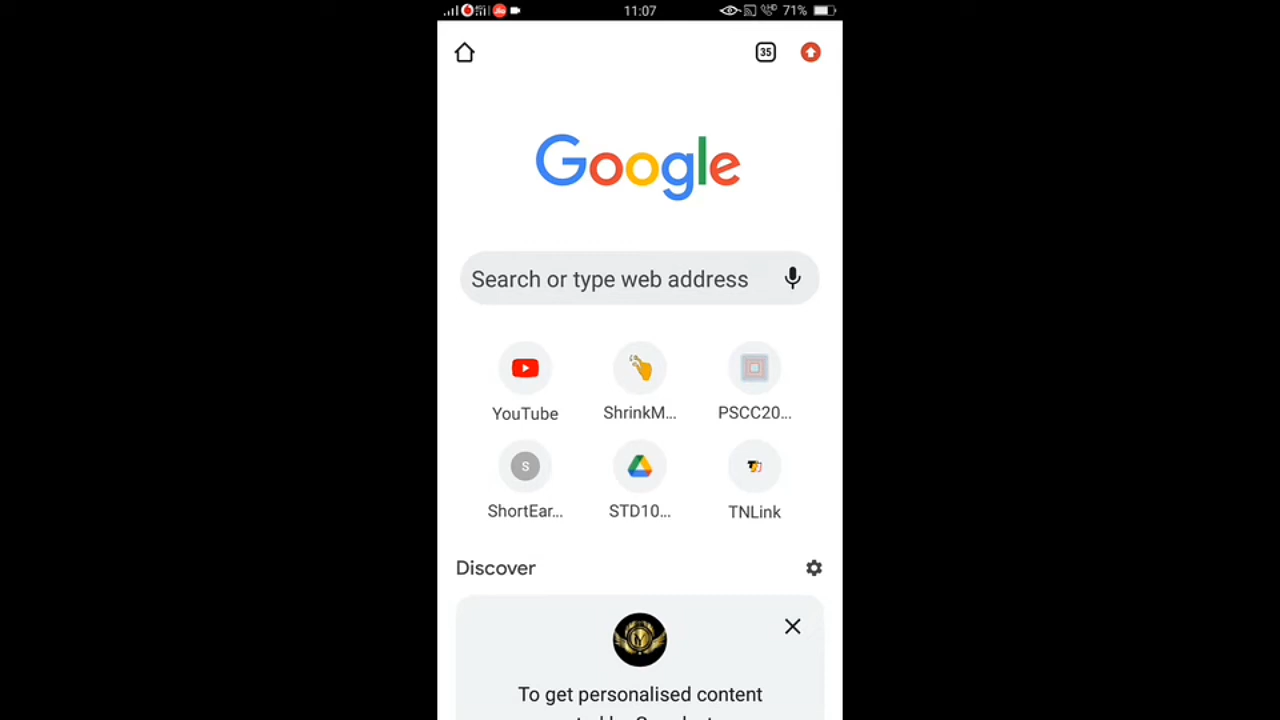 11:07
71%
35
Google
Search or type web address
YouTube
ShrinkM...
PSCC20...
S
ShortEar...
STD10...
TNLink
Discover
To get personalised content